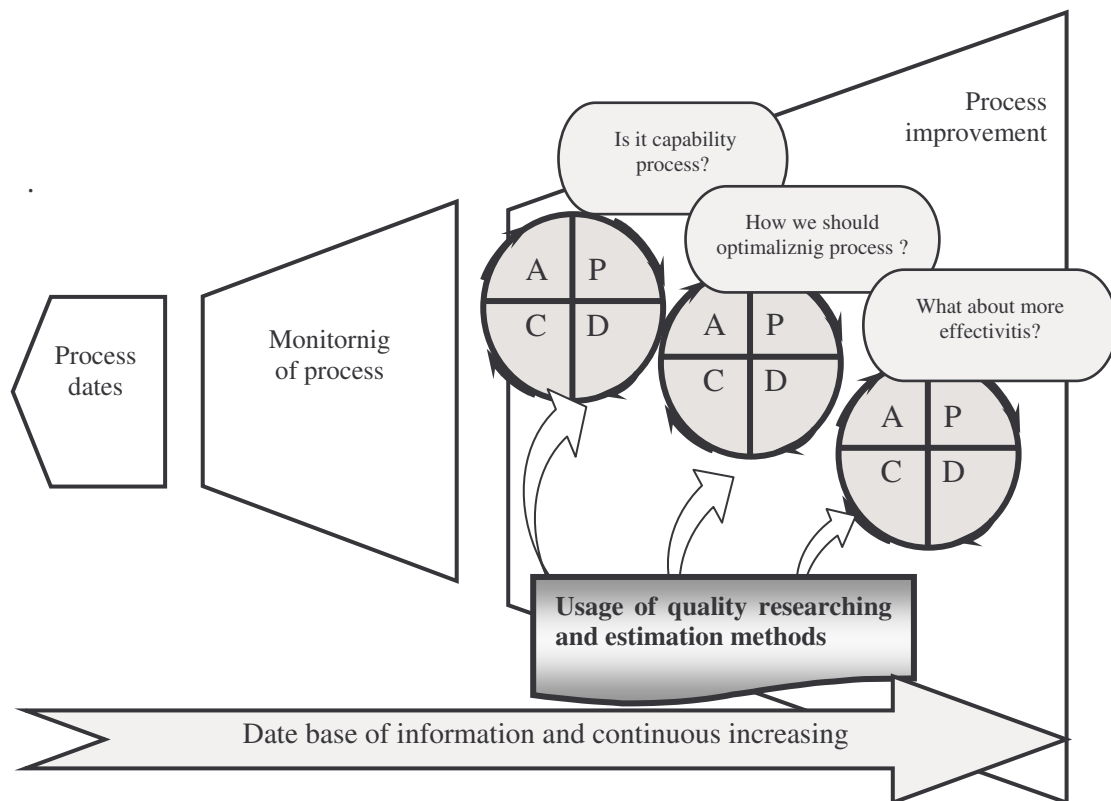 Process
improvement
Is it capability
process?
How we should
optimaliznig process ?
What about more
effectivitis?
.
Process
dates
Monitornig
of process
A P
C D
A P
C D
A P
C D
Usage of quality researching
and estimation methods
Date base of information and continuous increasing